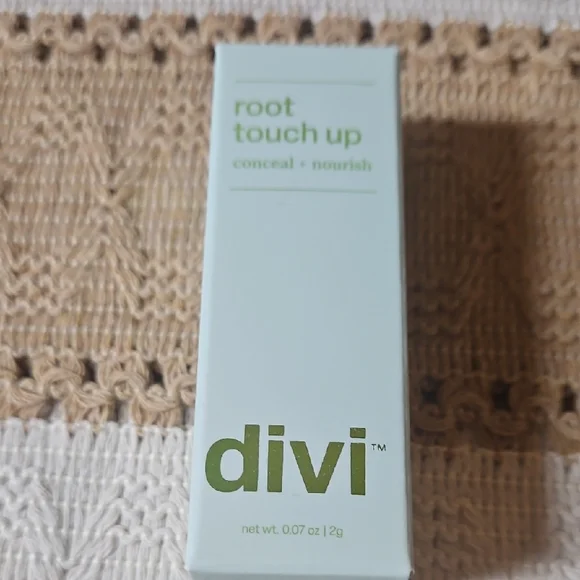 root
touch up
conceal + nourish
divi™
net wt. 0.07 oz | 2g